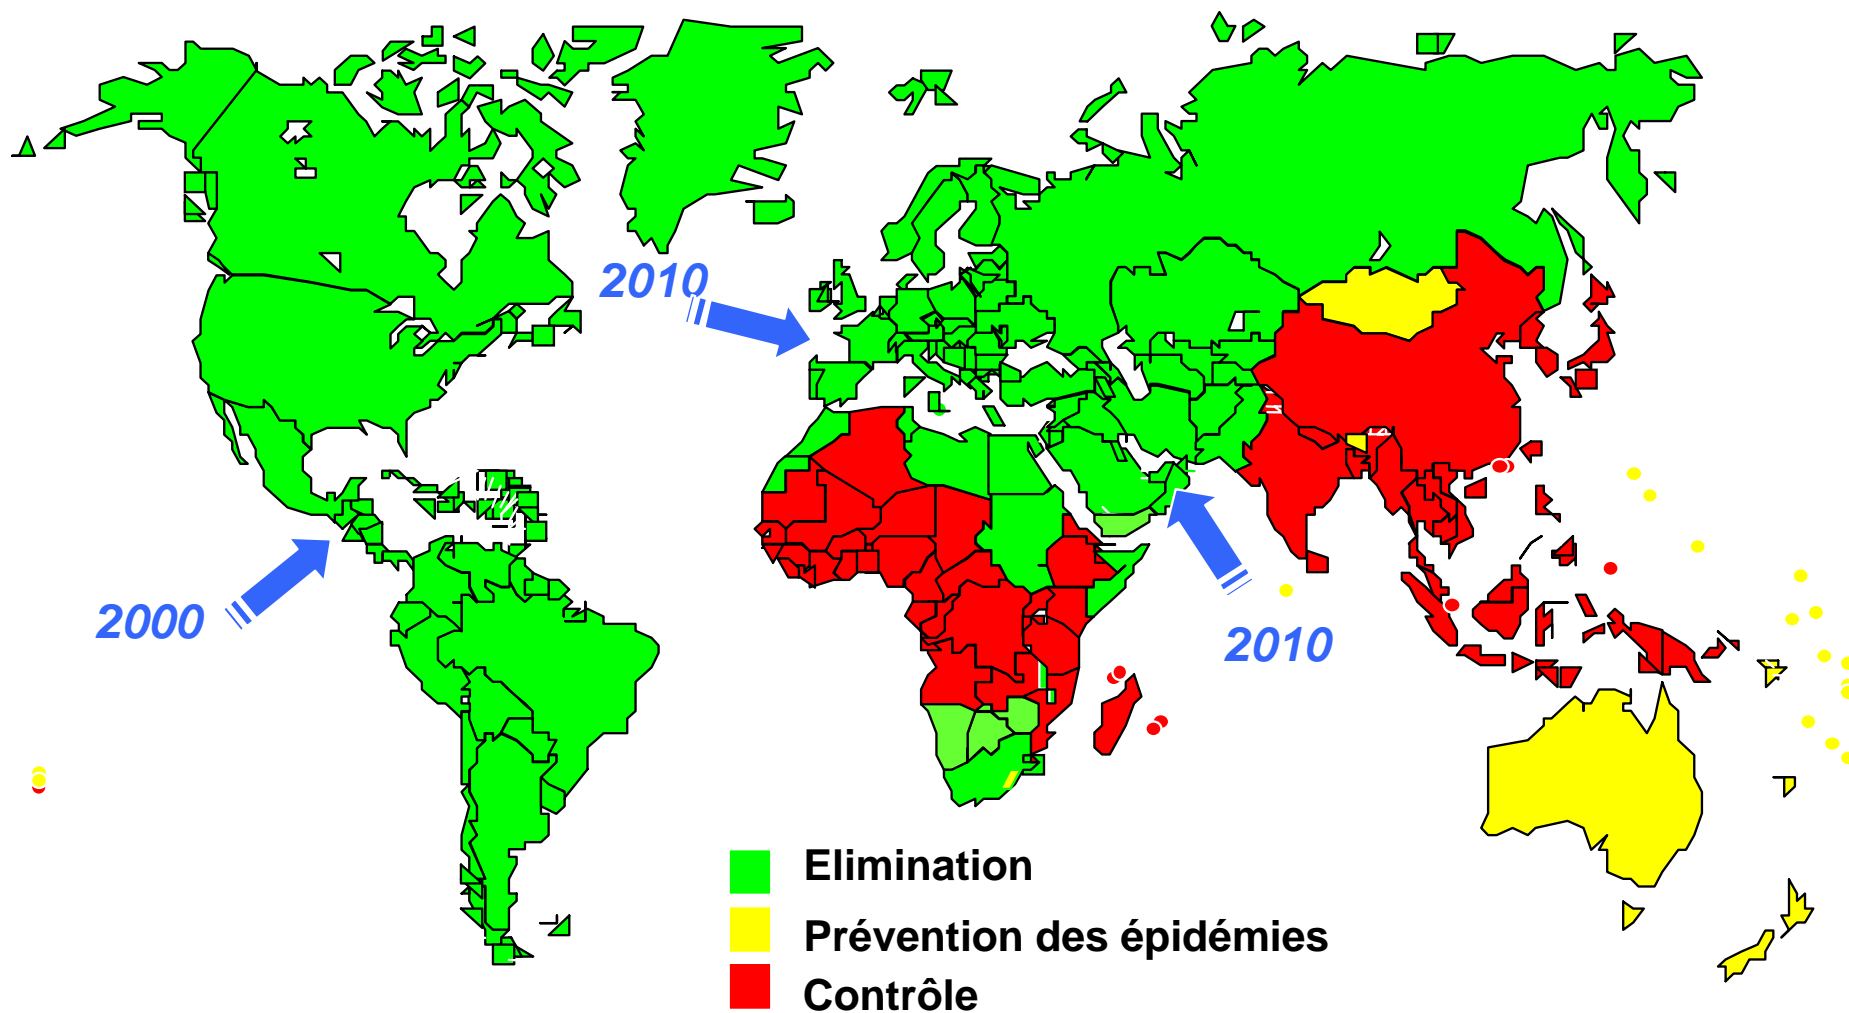 2010
2000
2010
Elimination
Prévention des épidémies
Contrôle